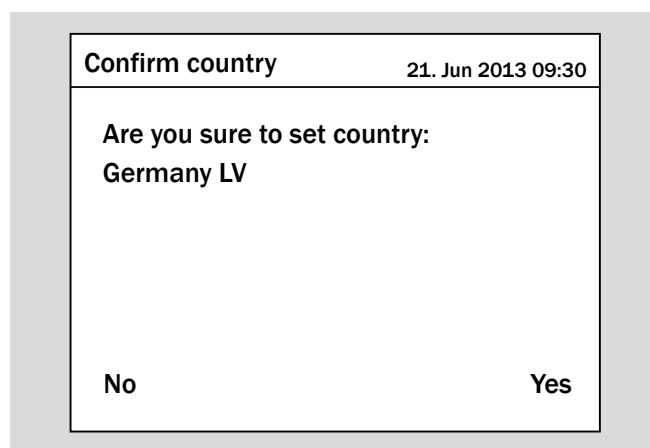 Confirm country 21. Jun 2013 09:30
Are you sure to set country:
Germany LV
No Yes